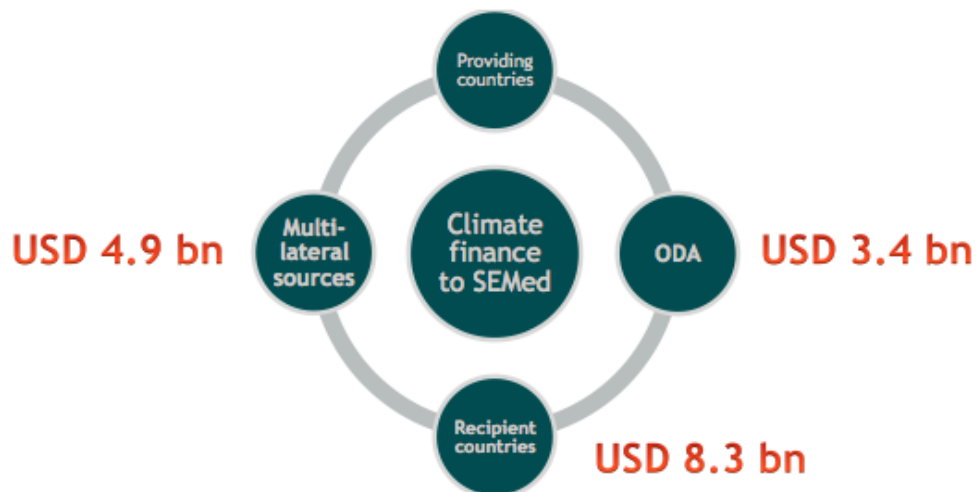 Providing
countries
USD 4.9 bn
Multi-
lateral
sources
Climate
finance
to SEMed
ODA
USD 3.4 bn
Recipient
countries
USD 8.3 bn